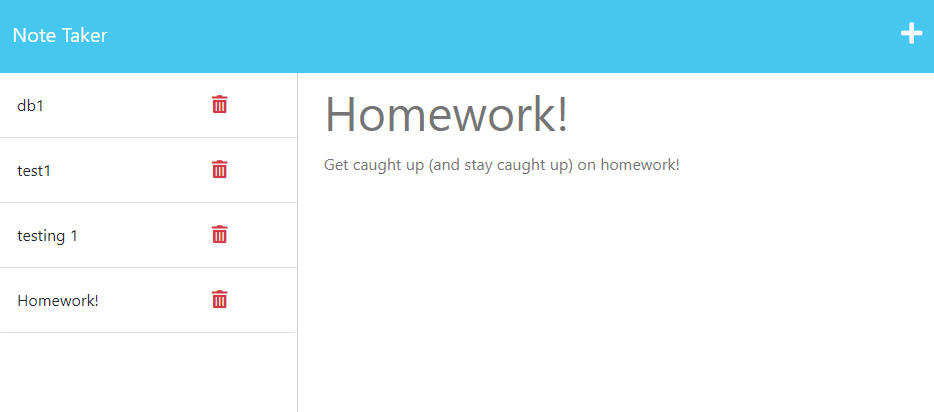 Note Taker
db1
test1
testing 1
Homework!
Homework!
Get caught up (and stay caught up) on homework!